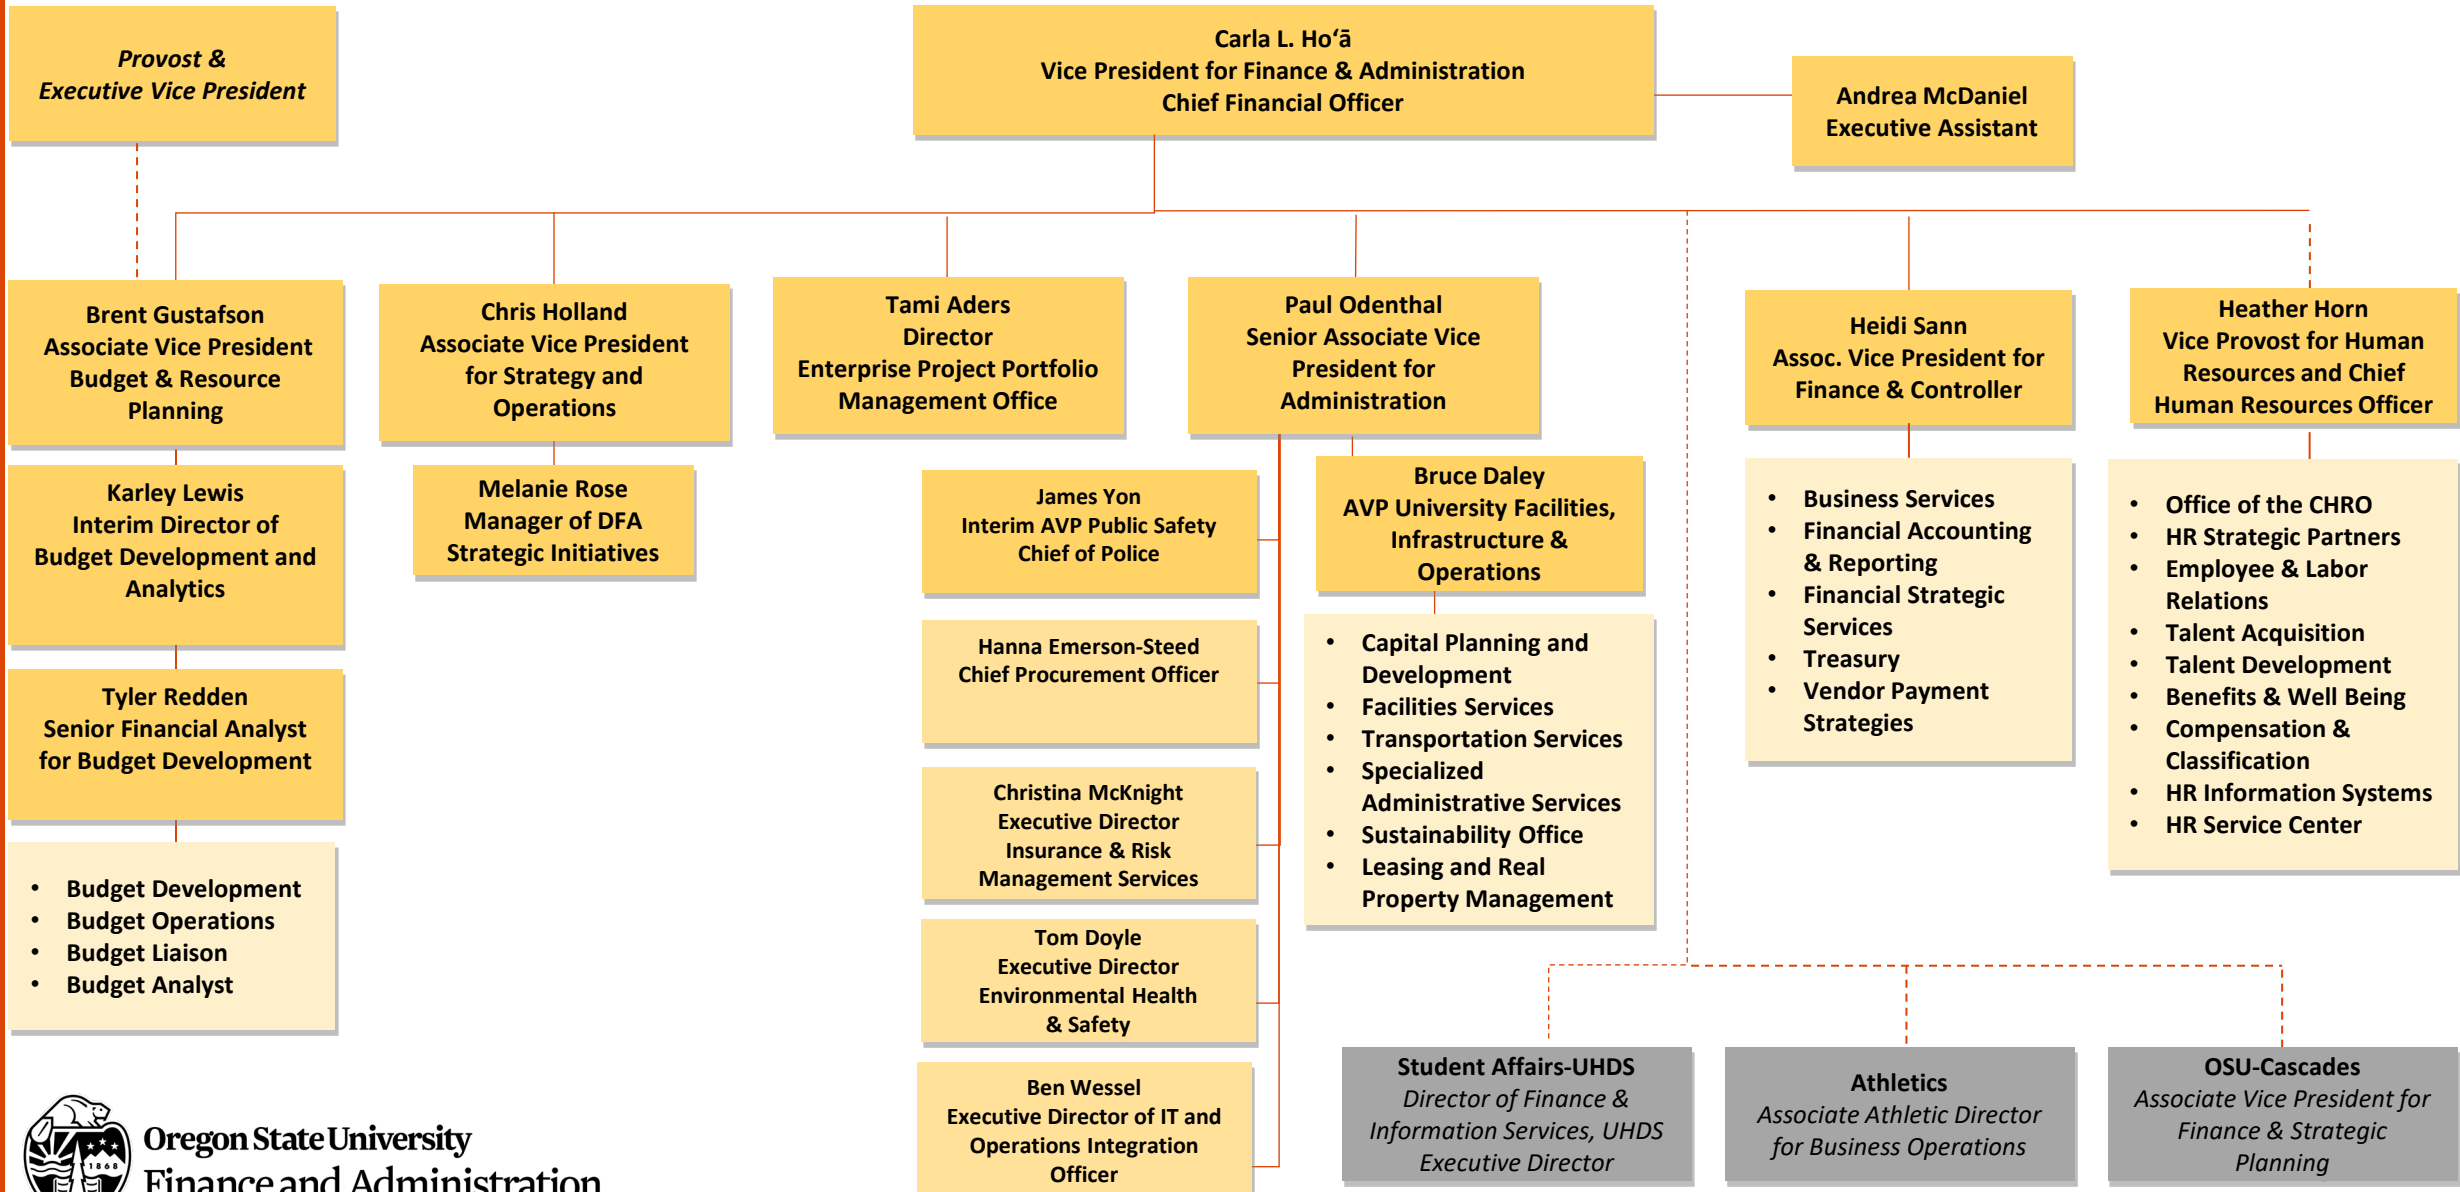 Provost &
Executive Vice President
Carla L. Hoʻā
Vice President for Finance & Administration
Chief Financial Officer
Andrea McDaniel
Executive Assistant
Brent Gustafson
Associate Vice President
Budget & Resource
Planning
Chris Holland
Associate Vice President
for Strategy and
Operations
Tami Aders
Director
Enterprise Project Portfolio
Management Office
Paul Odenthal
Senior Associate Vice
President for
Administration
Heidi Sann
Assoc. Vice President for
Finance & Controller
Heather Horn
Vice Provost for Human
Resources and Chief
Human Resources Officer
Karley Lewis
Interim Director of
Budget Development and
Analytics
Tyler Redden
Senior Financial Analyst
for Budget Development
• Budget Development
• Budget Operations
• Budget Liaison
• Budget Analyst
Melanie Rose
Manager of DFA
Strategic Initiatives
James Yon
Interim AVP Public Safety
Chief of Police
Hanna Emerson-Steed
Chief Procurement Officer
Christina McKnight
Executive Director
Insurance & Risk
Management Services
Tom Doyle
Executive Director
Environmental Health
& Safety
Ben Wessel
Executive Director of IT and
Operations Integration
Officer
Bruce Daley
AVP University Facilities,
Infrastructure &
Operations
• Capital Planning and
Development
• Facilities Services
• Transportation Services
• Specialized
Administrative Services
• Sustainability Office
• Leasing and Real
Property Management
• Business Services
• Financial Accounting
& Reporting
• Financial Strategic
Services
• Treasury
• Vendor Payment
Strategies
• Office of the CHRO
• HR Strategic Partners
• Employee & Labor
Relations
• Talent Acquisition
• Talent Development
• Benefits & Well Being
• Compensation &
Classification
• HR Information Systems
• HR Service Center
Student Affairs-UHDS
Director of Finance &
Information Services, UHDS
Executive Director
Athletics
Associate Athletic Director
for Business Operations
OSU-Cascades
Associate Vice President for
Finance & Strategic
Planning
1868
Oregon State University
Finance and Administration